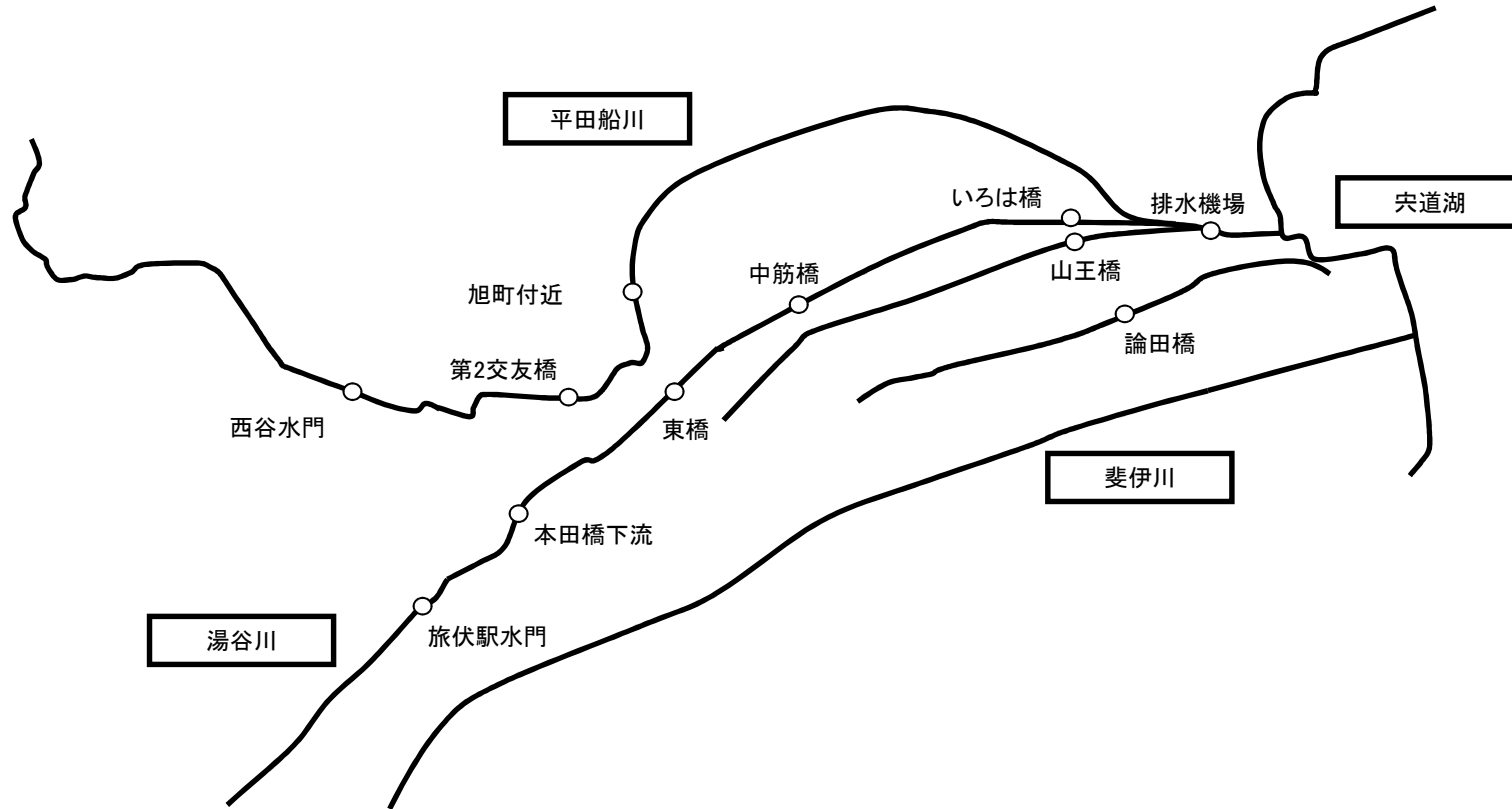 平田船川
宍道湖
いろは橋
排水機場
山王橋
中筋橋
旭町付近
論田橋
第2交友橋
東橋
西谷水門
斐伊川
本田橋下流
湯谷川
旅伏駅水門